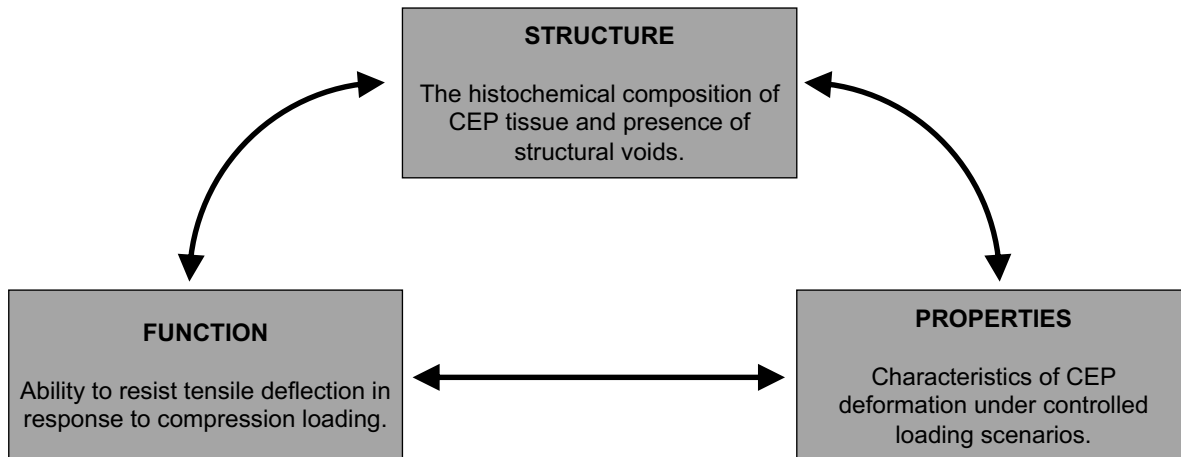 STRUCTURE
The histochemical composition of
CEP tissue and presence of
structural voids.
FUNCTION
Ability to resist tensile deflection in
response to compression loading.
PROPERTIES
Characteristics of CEP
deformation under controlled
loading scenarios.